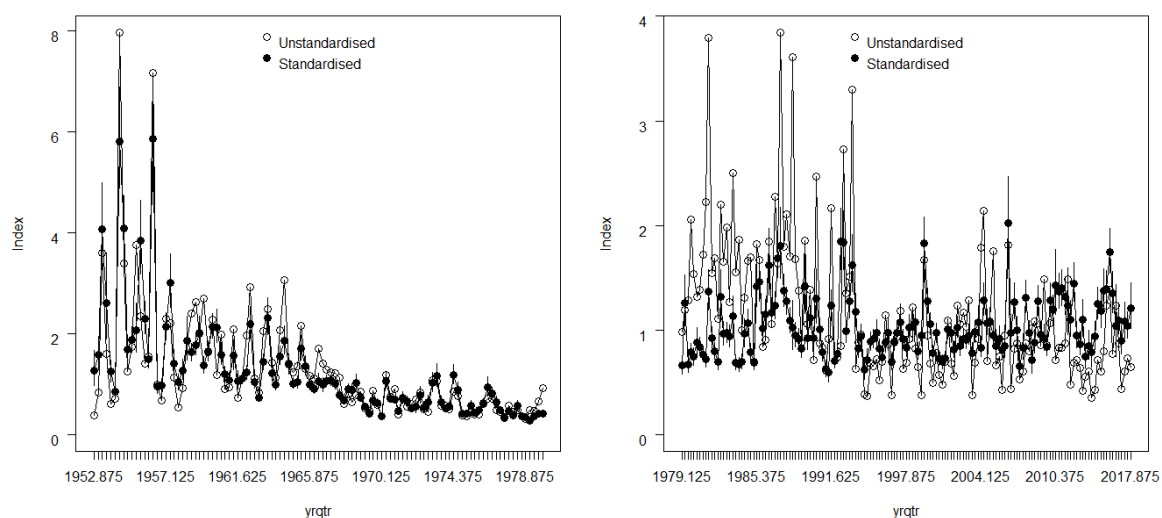 8
6
4
2
0
Index
Unstandardised
Standardised
1952.875 1957.125 1961.625 1965.875 1970.125 1974.375 1978.875
yrqtr
4
3
2
1
0
Index
Unstandardised
Standardised
1979.125 1985.375 1991.625 1997.875 2004.125 2010.375 2017.875
yrqtr